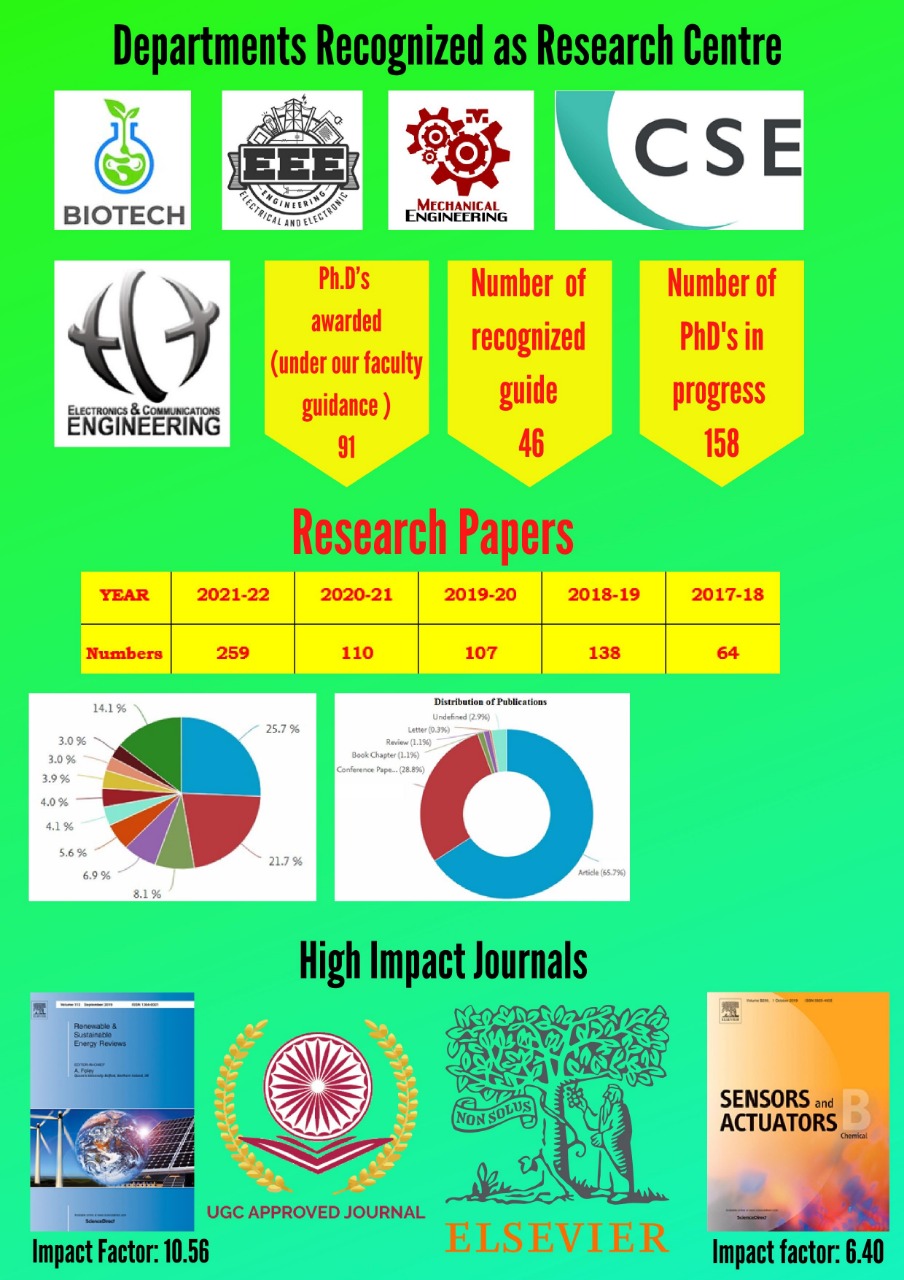 Departments Recognized as Research Centre
BIOTECH
EEE
ENGINEERING
ELECTRICAL AND ELECTRONIC
MECHANICAL
ENGINEERING
CSE
ELECTRONICS & COMMUNICATIONS
ENGINEERING
Ph.D's
awarded
(under our faculty
guidance )
91
Number of
recognized
guide
46
Number of
PhD's in
progress
158
Research Papers
YEAR 2021-22 2020-21 2019-20 2018-19 2017-18
Numbers 259 110 107 138 64
14.1 %
25.7 %
3.0 %
3.0 %
3.9 %
4.0 %
4.1 %
5.6 %
6.9 %
8.1 %
21.7 %
Distribution of Publications
Undefined (2.9%)
Letter (0.3%)
Review (1.1%)
Book Chapter (1.1%)
Conference Pape... (28.8%)
Article (65.7%)
High Impact Journals
Renewable &
Sustainable
Energy Reviews
A. Foley
ScienceDirect
Impact Factor: 10.56
UGC APPROVED JOURNAL
NON SOLUS
ELSEVIER
SENSORS and
ACTUATORS B
Chemical
ScienceDirect
Impact factor: 6.40